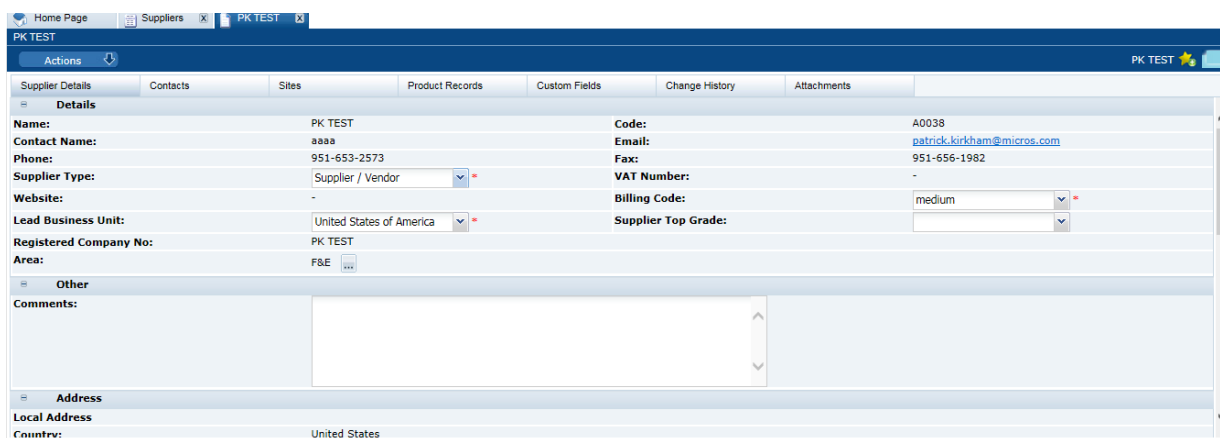 Home Page Suppliers X PK TEST X
PK TEST
Actions PK TEST
Supplier Details Contacts Sites Product Records Custom Fields Change History Attachments
Details
Name: PK TEST Code: A0038
Contact Name: aaaa Email: patrick.kirkham@micros.com
Phone: 951-653-2573 Fax: 951-656-1982
Supplier Type: Supplier / Vendor * VAT Number: -
Website: - Billing Code: medium *
Lead Business Unit: United States of America * Supplier Top Grade:
Registered Company No: PK TEST
Area: F&E ...
Other
Comments:
Address
Local Address
Country: United States